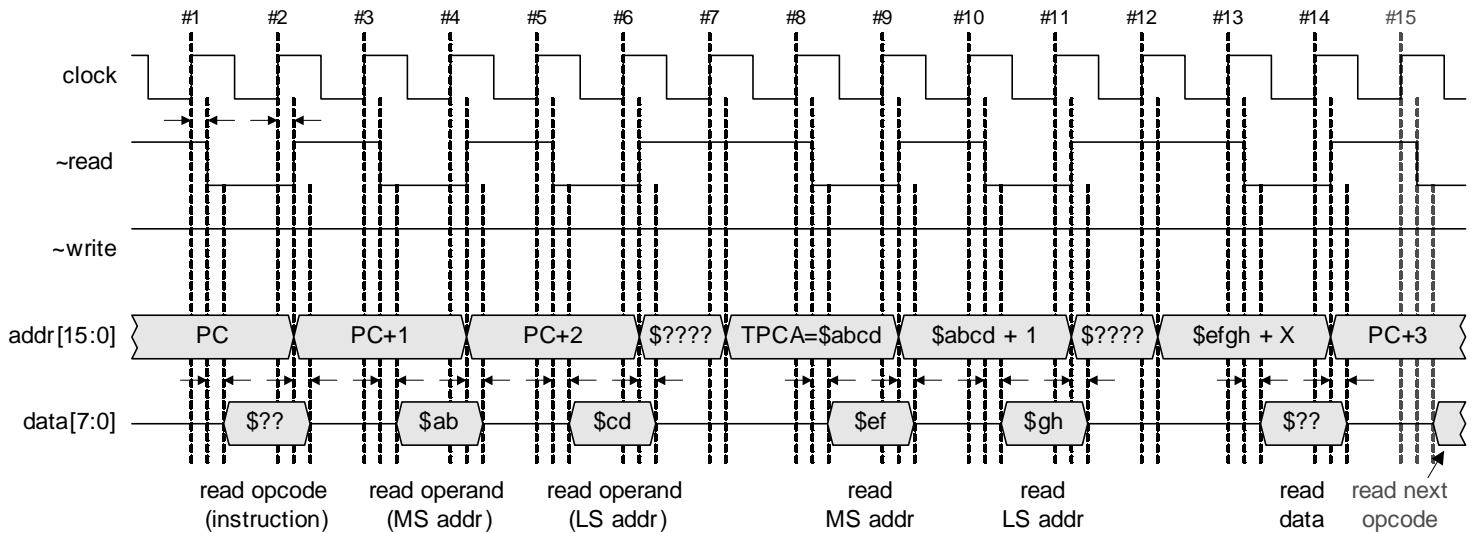 #1 #2 #3 #4 #5 #6 #7 #8 #9 #10 #11 #12 #13 #14 #15
clock
~read
~write
addr[15:0] PC PC+1 PC+2 $???? TPCA=$abcd $abcd + 1 $???? $efgh + X PC+3
data[7:0] $?? $ab $cd $ef $gh $??
read opcode read operand read operand read read read read next
(instruction) (MS addr) (LS addr) MS addr LS addr data opcode